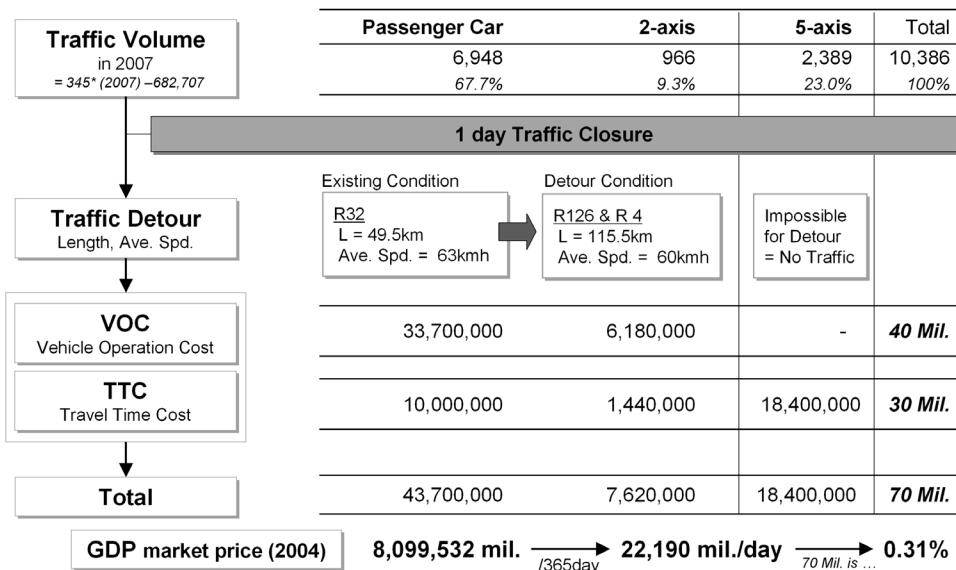 Traffic Volume
in 2007
= 345* (2007) –682,707
Passenger Car 2-axis 5-axis Total
6,948 966 2,389 10,386
67.7% 9.3% 23.0% 100%
1 day Traffic Closure
Existing Condition Detour Condition
Traffic Detour
Length, Ave. Spd.
R32
L = 49.5km
Ave. Spd. = 63kmh
R126 & R 4
L = 115.5km
Ave. Spd. = 60kmh
Impossible
for Detour
= No Traffic
VOC
Vehicle Operation Cost
33,700,000 6,180,000 - 40 Mil.
TTC
Travel Time Cost
10,000,000 1,440,000 18,400,000 30 Mil.
Total
43,700,000 7,620,000 18,400,000 70 Mil.
GDP market price (2004) 8,099,532 mil. /365day 22,190 mil./day 70 Mil. is ... 0.31%